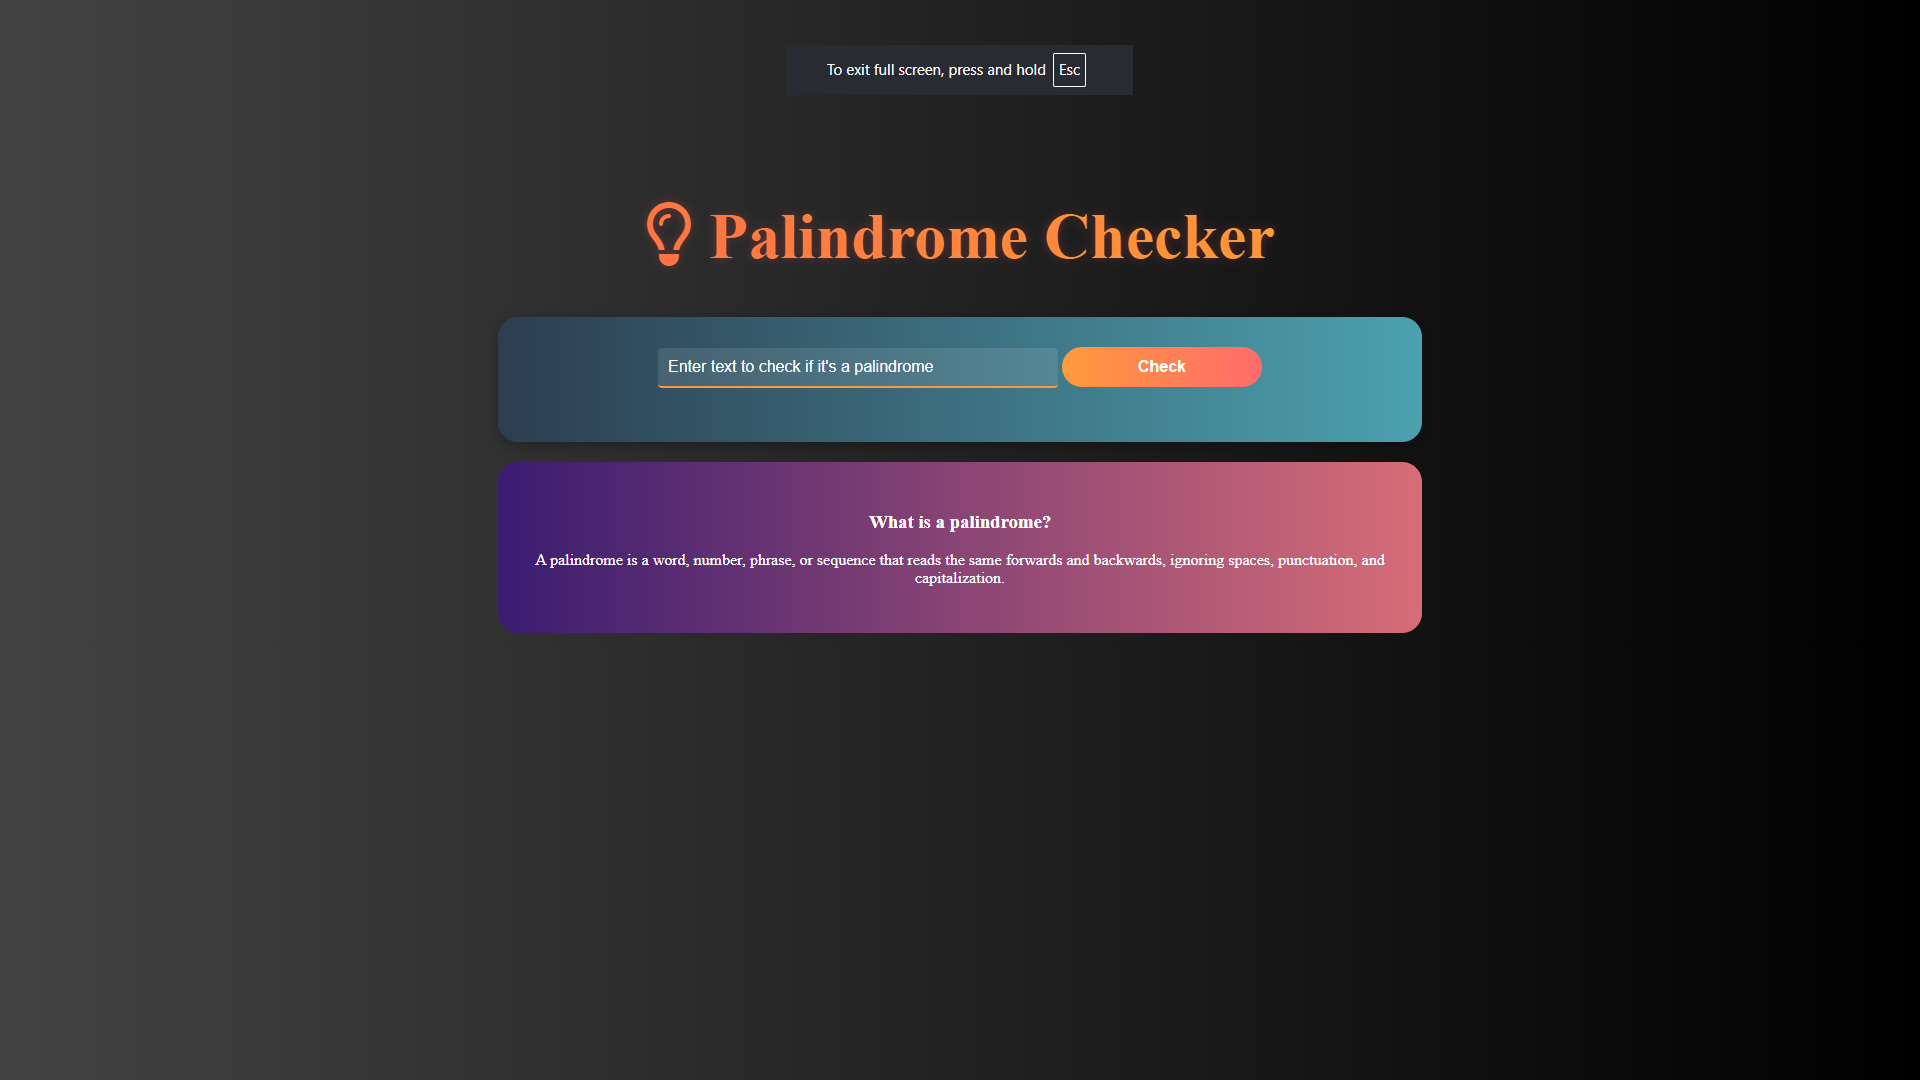 To exit full screen, press and hold Esc
Palindrome Checker
Enter text to check if it's a palindrome Check
What is a palindrome?
A palindrome is a word, number, phrase, or sequence that reads the same forwards and backwards, ignoring spaces, punctuation, and
capitalization.